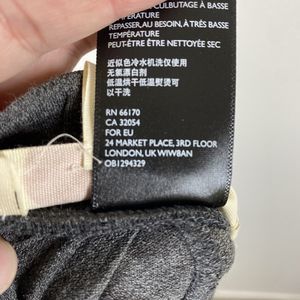 CULBUTAGE À BASSE
TEMPÉRATURE
REPASSER, AU BESOIN, À TRÈS BASSE
TEMPERATURE
PEUT-ÊTRE ÊTRE NETTOYÉE SEC
近似色冷水机洗仅使用
无氯漂白剂
低温烘干低温熨烫可
以干洗
RN 66170
CA 32054
FOR EU
24 MARKET PLACE, 3RD FLOOR
LONDON, UK W1W8AN
OB1294329